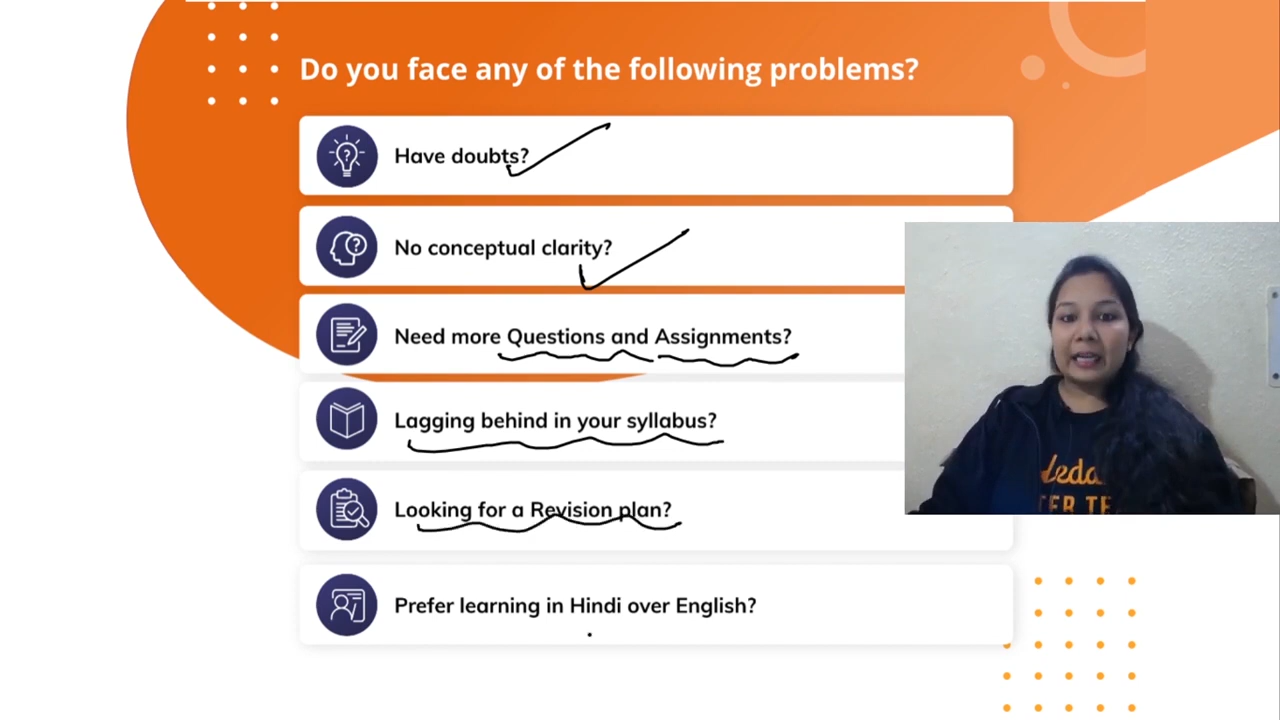 Do you face any of the following problems?
Have doubts?
No conceptual clarity?
Need more Questions and Assignments?
Lagging behind in your syllabus?
Looking for a Revision plan?
Prefer learning in Hindi over English?